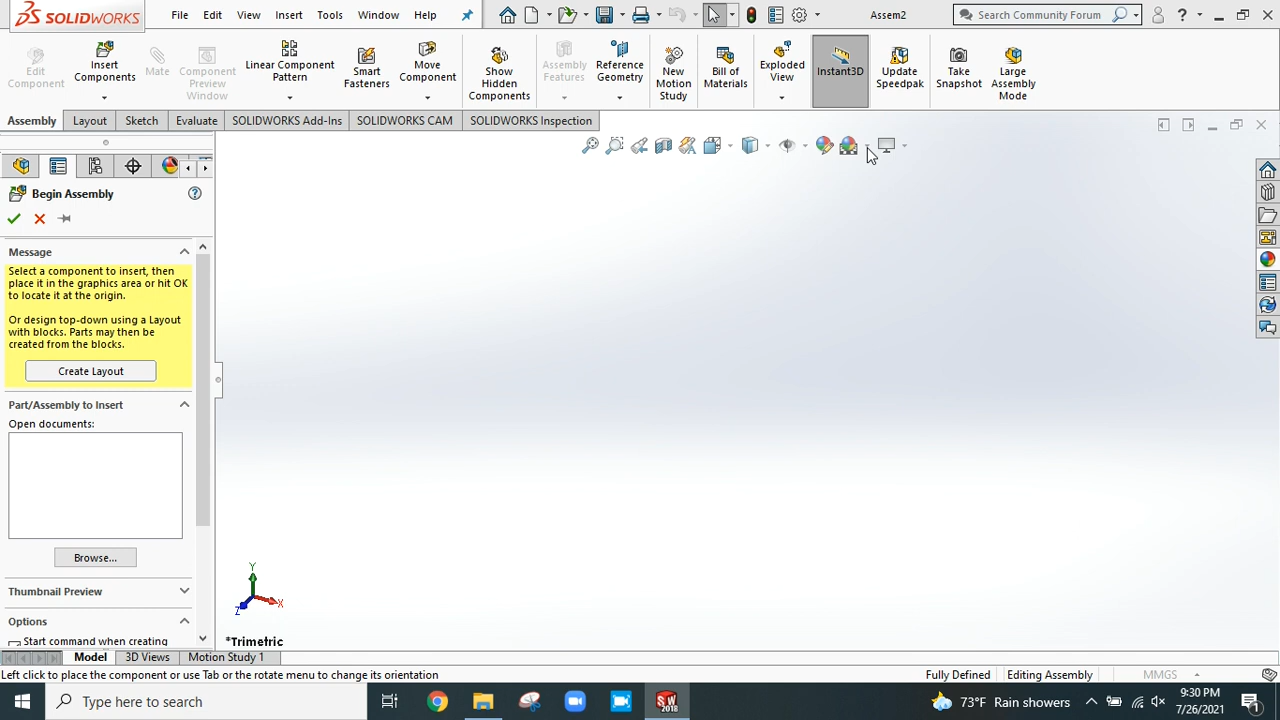 SOLIDWORKS
File Edit View Insert Tools Window Help
Assem2
Search Community Forum
?
Edit Component
Insert Components
Mate
Component Preview Window
Linear Component Pattern
Smart Fasteners
Move Component
Show Hidden Components
Assembly Features
Reference Geometry
New Motion Study
Bill of Materials
Exploded View
Instant3D
Update Speedpak
Take Snapshot
Large Assembly Mode
Assembly Layout Sketch Evaluate SOLIDWORKS Add-Ins SOLIDWORKS CAM SOLIDWORKS Inspection
Begin Assembly ?
Message
Select a component to insert, then
place it in the graphics area or hit OK
to locate it at the origin.
Or design top-down using a Layout
with blocks. Parts may then be
created from the blocks.
Create Layout
Part/Assembly to Insert
Open documents:
Browse...
Thumbnail Preview
Options
Start command when creating
Y
X
Z
*Trimetric
Model 3D Views Motion Study 1
Left click to place the component or use Tab or the rotate menu to change its orientation
Fully Defined Editing Assembly MMGS
Type here to search
SW 2018
73°F Rain showers
9:30 PM
7/26/2021
1